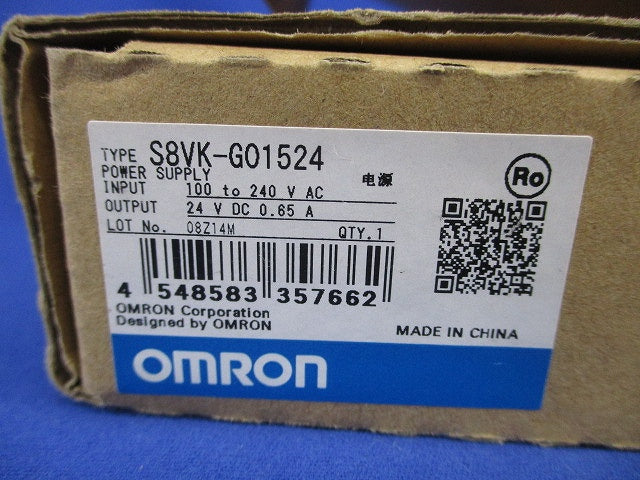 TYPE S8VK-G01524
POWER SUPPLY 电源
INPUT 100 to 240 V AC
OUTPUT 24 V DC 0.65 A
LOT No. 08Z14M QTY.1
Ro
4 548583 357662
OMRON Corporation
Designed by OMRON
MADE IN CHINA
OMRON